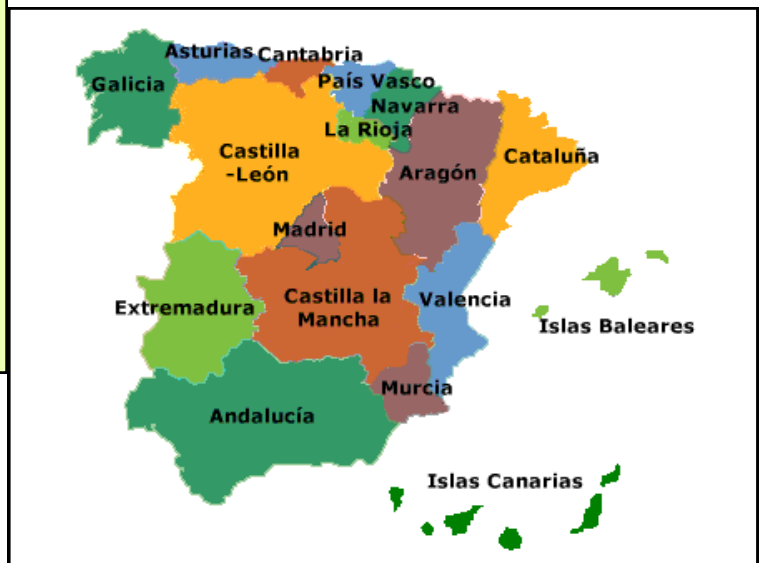 Asturias
Cantabria
Galicia
País Vasco
Navarra
La Rioja
Castilla
-León
Aragón
Cataluña
Madrid
Extremadura
Castilla la
Mancha
Valencia
Islas Baleares
Murcia
Andalucía
Islas Canarias